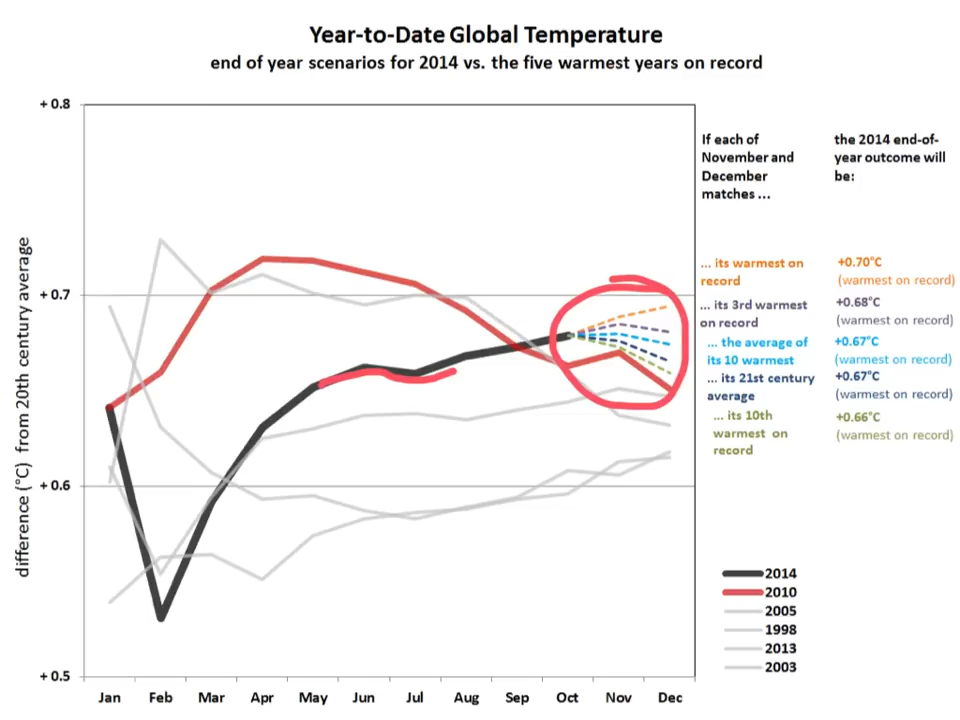 Year-to-Date Global Temperature
end of year scenarios for 2014 vs. the five warmest years on record
difference (°C) from 20th century average
+ 0.8
+ 0.7
+ 0.6
+ 0.5
Jan Feb Mar Apr May Jun Jul Aug Sep Oct Nov Dec
If each of
November and
December
matches ...
the 2014 end-of-
year outcome will
be:
... its warmest on
record
+0.70°C
(warmest on record)
... its 3rd warmest
on record
+0.68°C
(warmest on record)
... the average of
its 10 warmest
+0.67°C
(warmest on record)
... its 21st century
average
+0.67°C
(warmest on record)
... its 10th
warmest on
record
+0.66°C
(warmest on record)
2014
2010
2005
1998
2013
2003